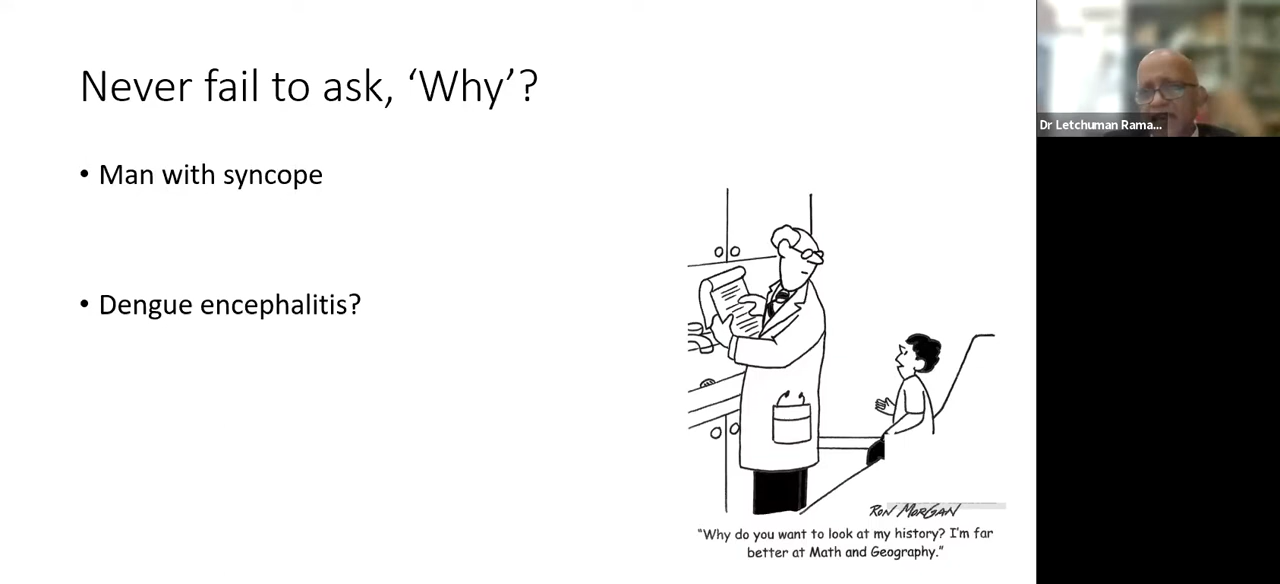 Never fail to ask, ‘Why’?
• Man with syncope
• Dengue encephalitis?
RON MORGAN
“Why do you want to look at my history? I’m far
better at Math and Geography.”
Dr Letchuman Rama...